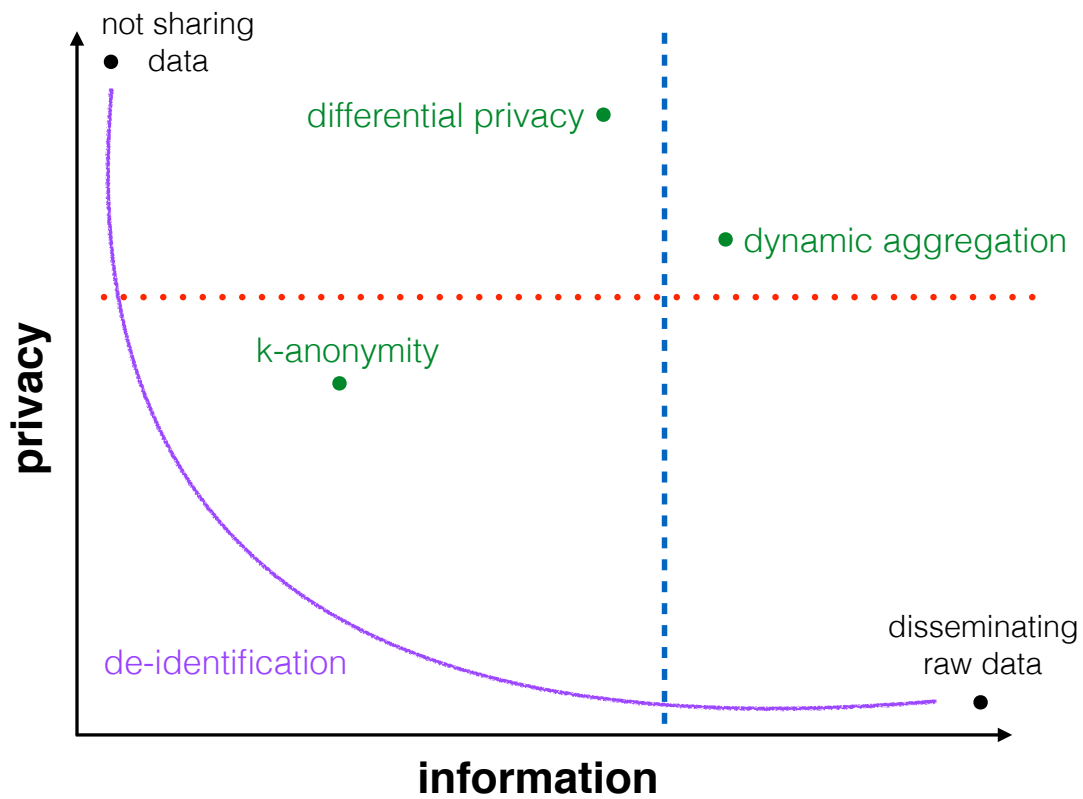 not sharing
data
differential privacy
dynamic aggregation
k-anonymity
privacy
de-identification
disseminating
raw data
information